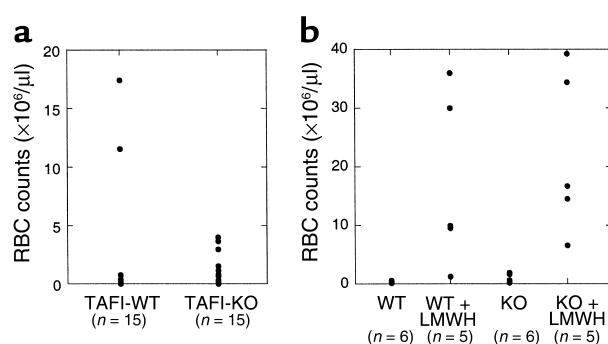 a
RBC counts (×10⁶/µl)
20
15
10
5
0
TAFI-WT
(n = 15)
TAFI-KO
(n = 15)
b
RBC counts (×10⁶/µl)
40
30
20
10
0
WT
(n = 6)
WT +
LMWH
(n = 5)
KO
(n = 6)
KO +
LMWH
(n = 5)